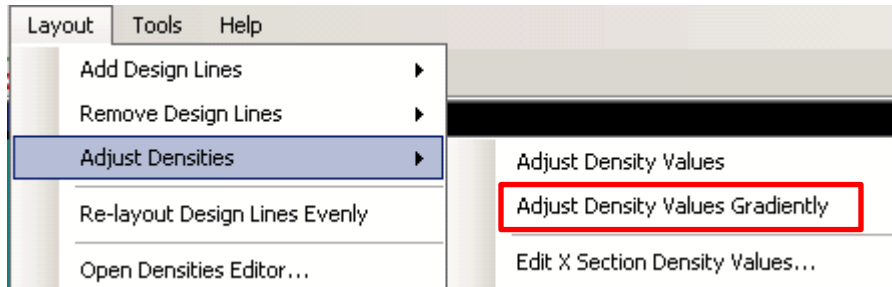 Layout Tools Help
Add Design Lines
Remove Design Lines
Adjust Densities
Re-layout Design Lines Evenly
Open Densities Editor...
Adjust Density Values
Adjust Density Values Gradiently
Edit X Section Density Values...